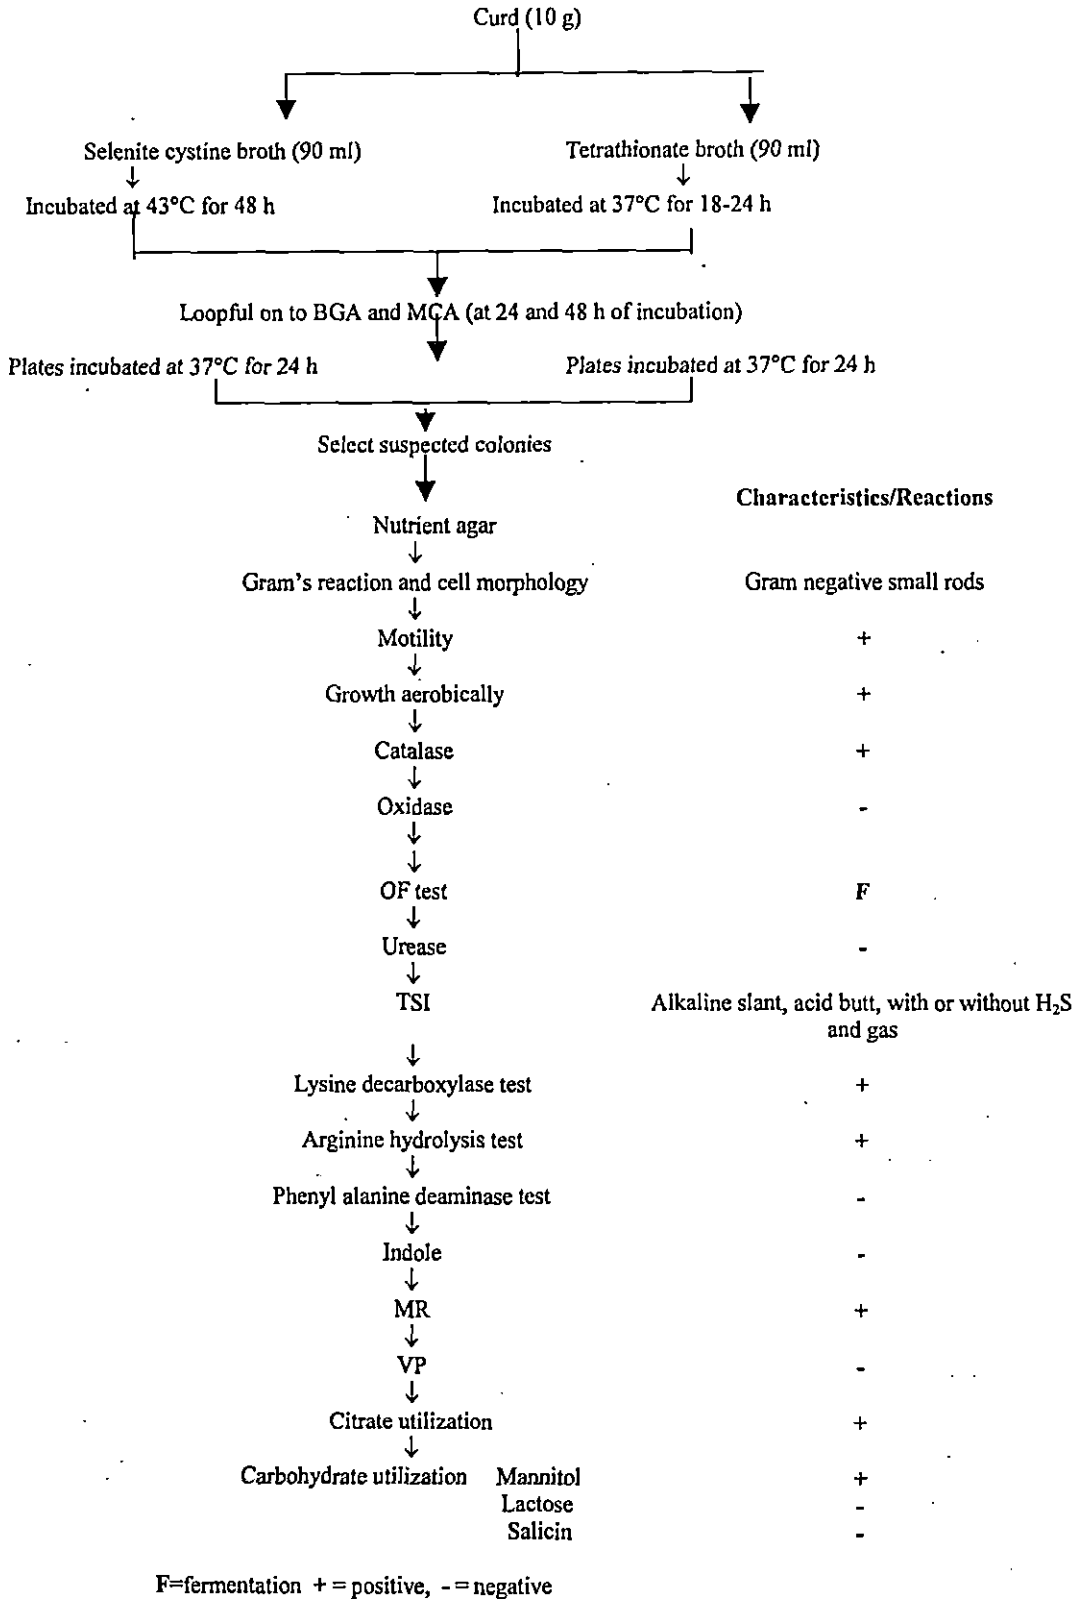 Curd (10 g)
Selenite cystine broth (90 ml) Tetrathionate broth (90 ml)
Incubated at 43°C for 48 h Incubated at 37°C for 18-24 h
Loopful on to BGA and MCA (at 24 and 48 h of incubation)
Plates incubated at 37°C for 24 h Plates incubated at 37°C for 24 h
Select suspected colonies
Characteristics/Reactions
Nutrient agar
Gram's reaction and cell morphology Gram negative small rods
Motility +
Growth aerobically +
Catalase +
Oxidase -
OF test F
Urease -
TSI Alkaline slant, acid butt, with or without H₂S
and gas
Lysine decarboxylase test +
Arginine hydrolysis test +
Phenyl alanine deaminase test -
Indole -
MR +
VP -
Citrate utilization +
Carbohydrate utilization Mannitol +
Lactose -
Salicin -
F=fermentation + = positive, - = negative